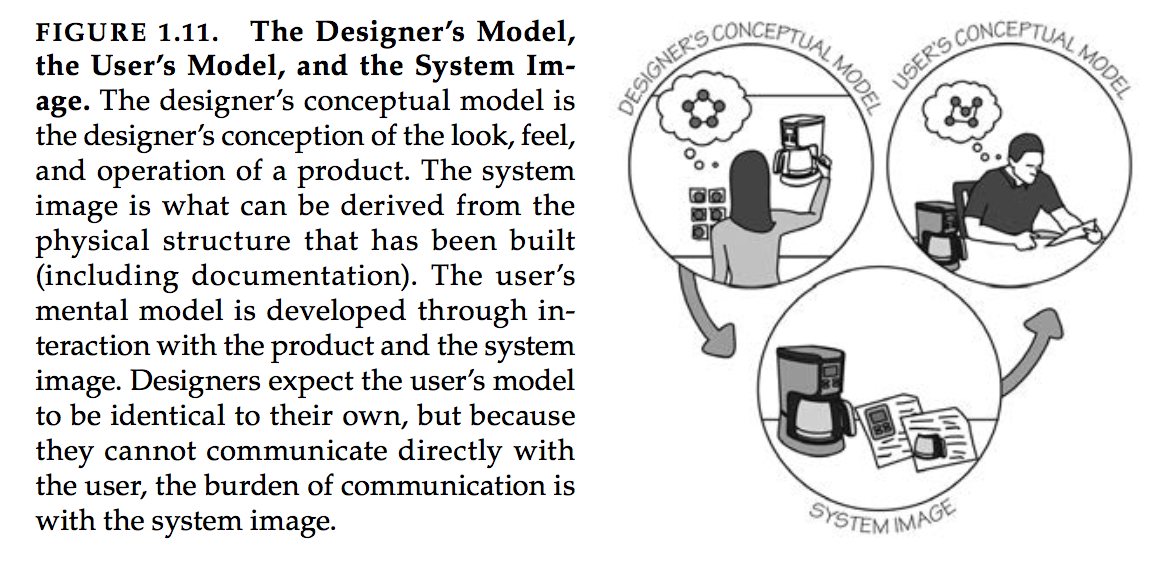 FIGURE 1.11. The Designer's Model,
the User's Model, and the System Im-
age. The designer's conceptual model is
the designer's conception of the look, feel,
and operation of a product. The system
image is what can be derived from the
physical structure that has been built
(including documentation). The user's
mental model is developed through in-
teraction with the product and the system
image. Designers expect the user's model
to be identical to their own, but because
they cannot communicate directly with
the user, the burden of communication is
with the system image.
DESIGNER'S CONCEPTUAL MODEL
USER'S CONCEPTUAL MODEL
SYSTEM IMAGE